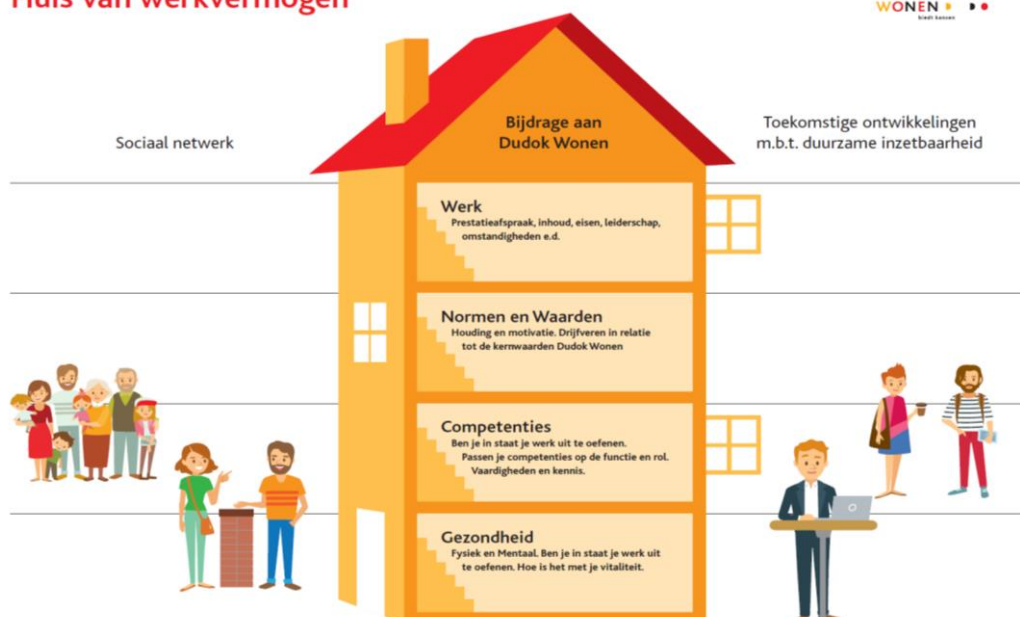 Huis van werkvermogen
WONEN
biedt kansen
Sociaal netwerk
Bijdrage aan
Dudok Wonen
Toekomstige ontwikkelingen
m.b.t. duurzame inzetbaarheid
Werk
Prestatieafspraak, inhoud, eisen, leiderschap,
omstandigheden e.d.
Normen en Waarden
Houding en motivatie. Drijfveren in relatie
tot de kernwaarden Dudok Wonen
Competenties
Ben je in staat je werk uit te oefenen.
Passen je competenties op de functie en rol.
Vaardigheden en kennis.
Gezondheid
Fysiek en Mentaal. Ben je in staat je werk uit
te oefenen. Hoe is het met je vitaliteit.